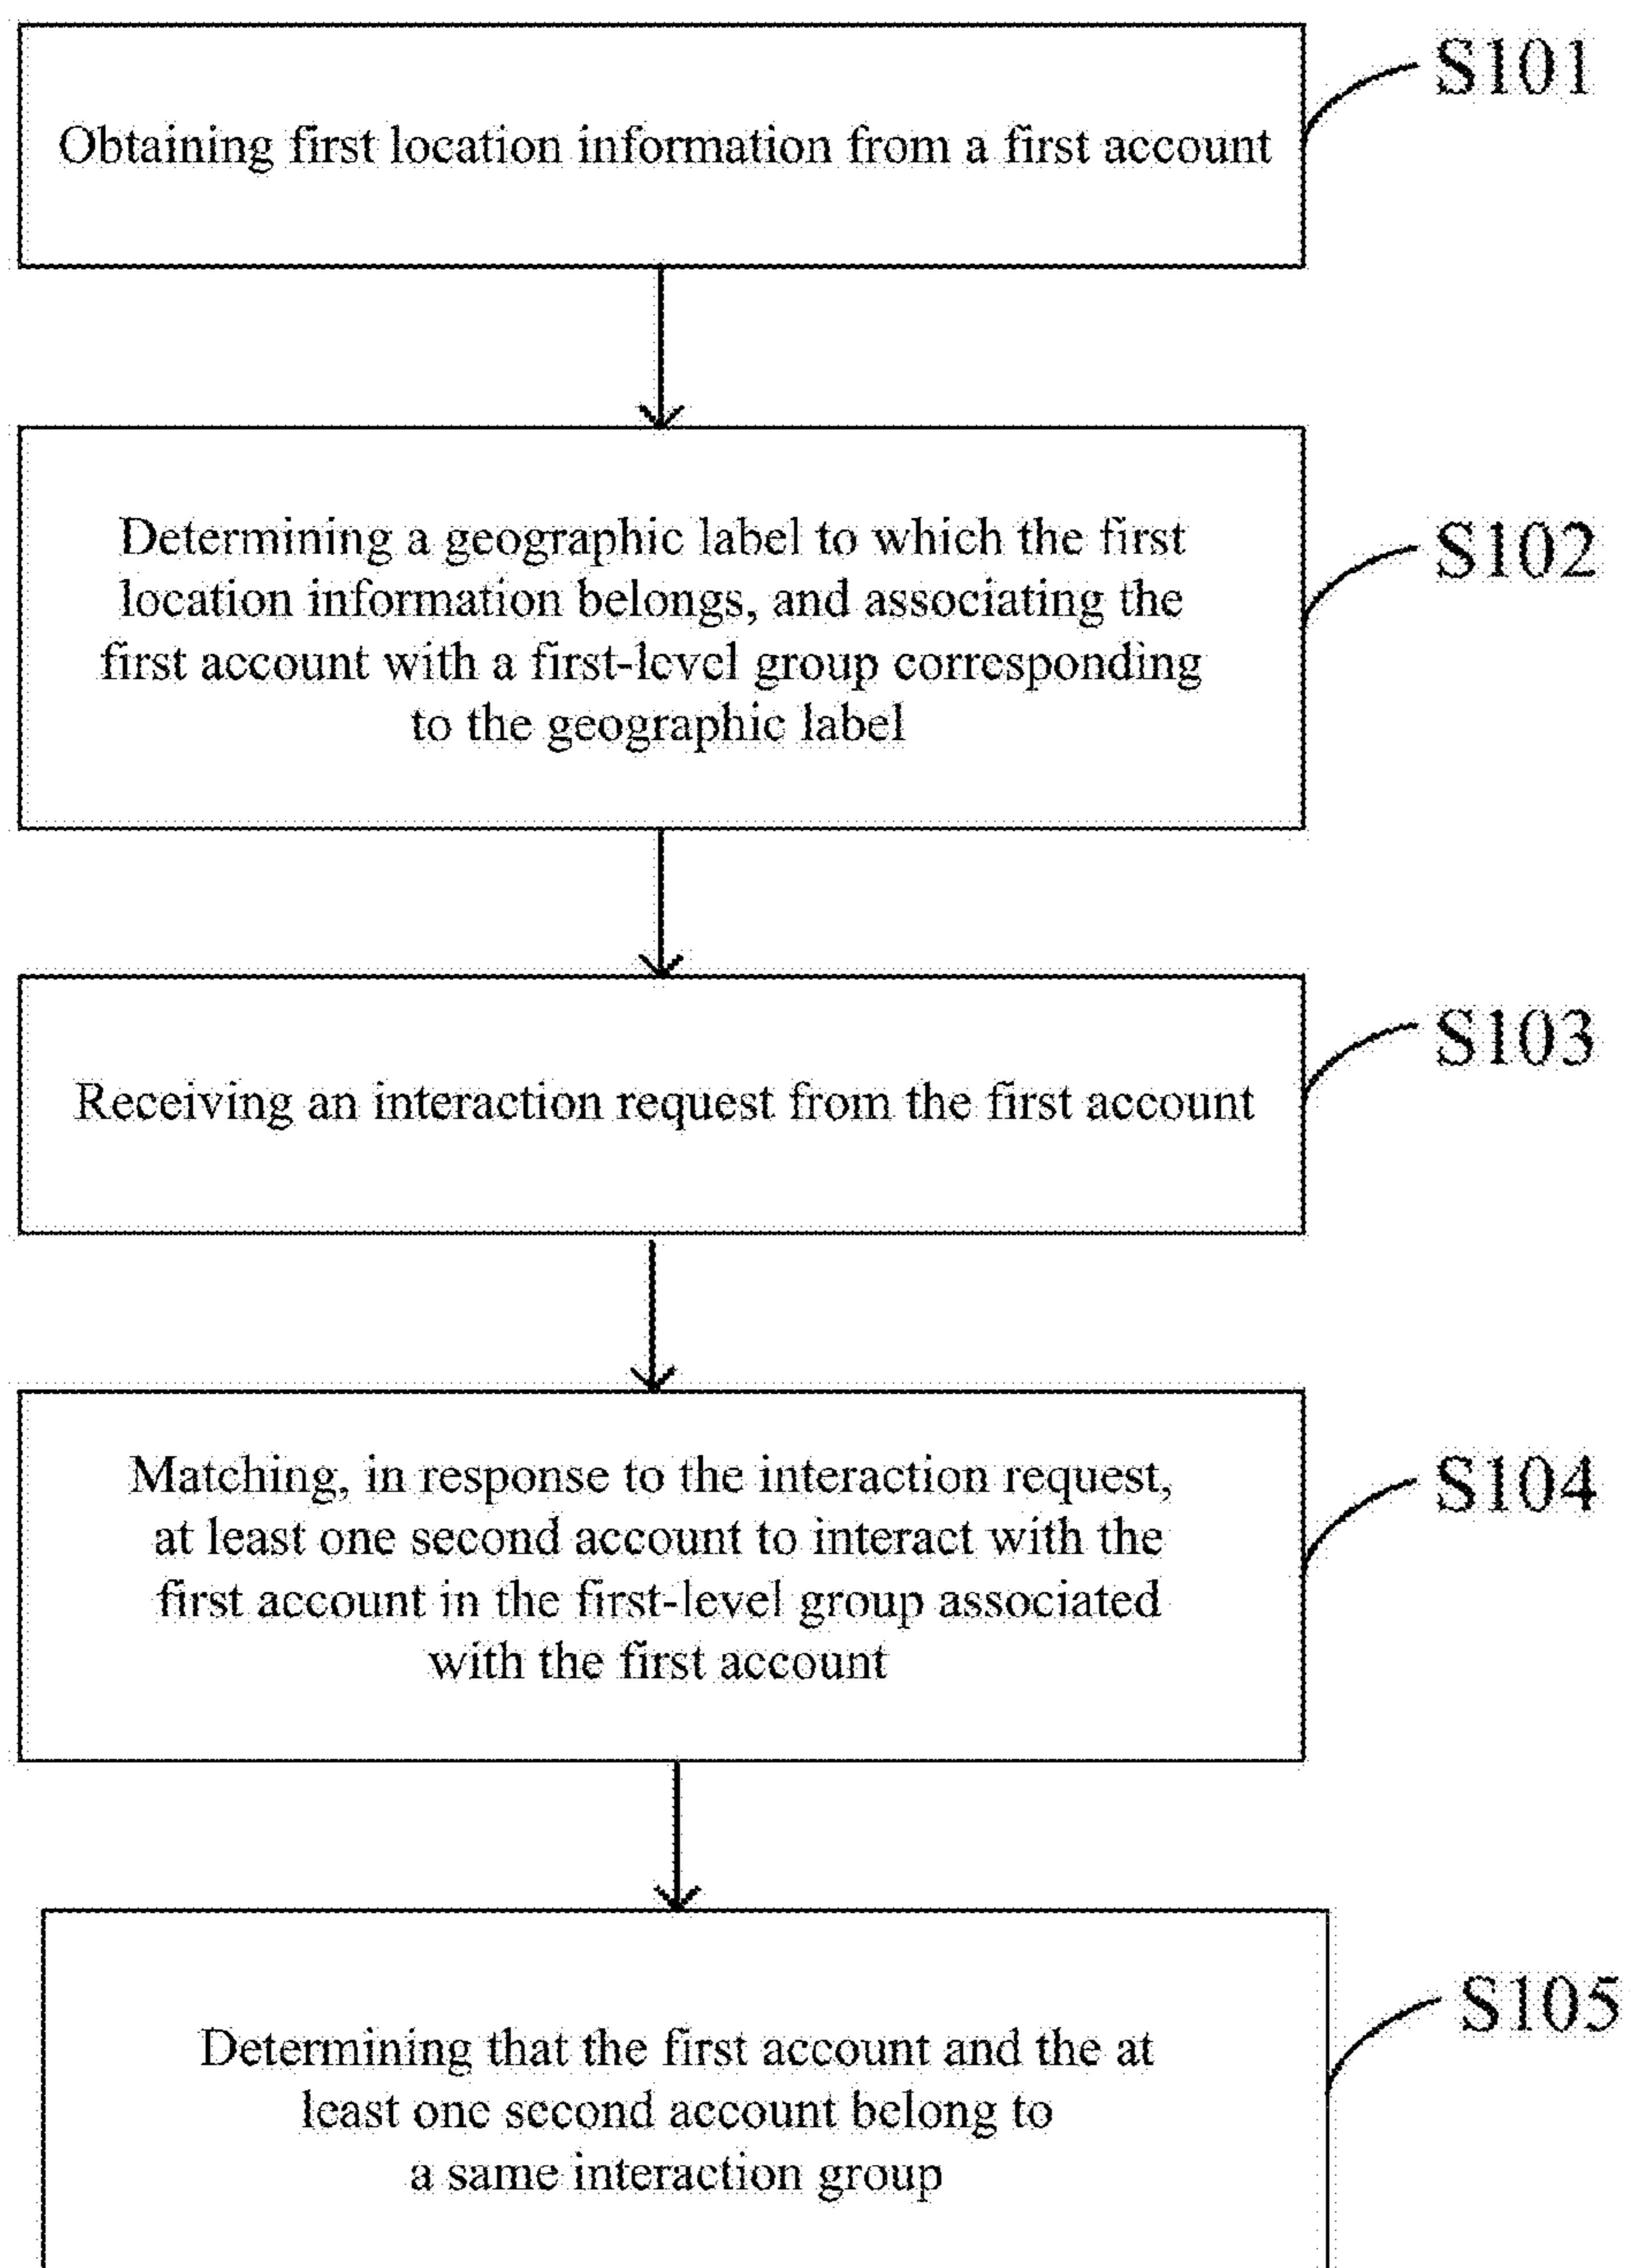 S101
Obtaining first location information from a first account
S102
Determining a geographic label to which the first
location information belongs, and associating the
first account with a first-level group corresponding
to the geographic label
S103
Receiving an interaction request from the first account
S104
Matching, in response to the interaction request,
at least one second account to interact with the
first account in the first-level group associated
with the first account
S105
Determining that the first account and the at
least one second account belong to
a same interaction group